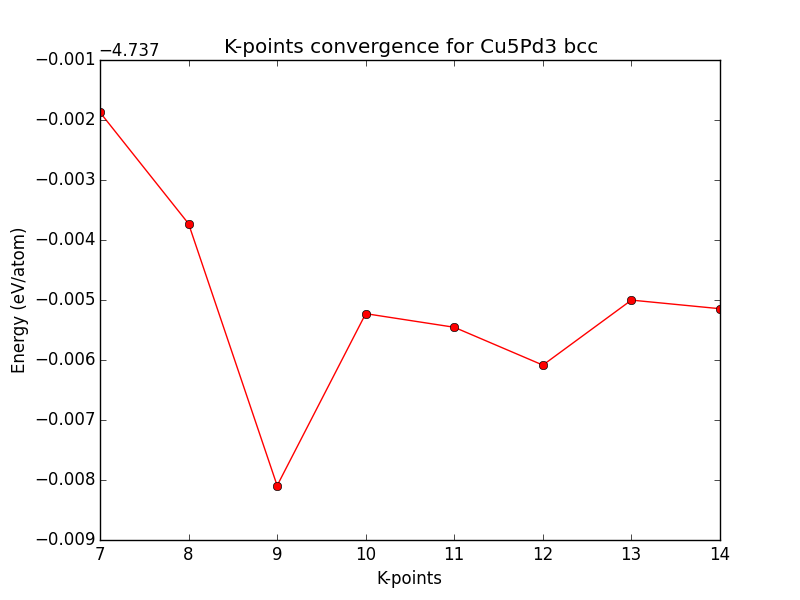 K-points convergence for Cu5Pd3 bcc
−4.737
−0.001
−0.002
−0.003
−0.004
−0.005
−0.006
−0.007
−0.008
−0.009
Energy (eV/atom)
7 8 9 10 11 12 13 14
K-points